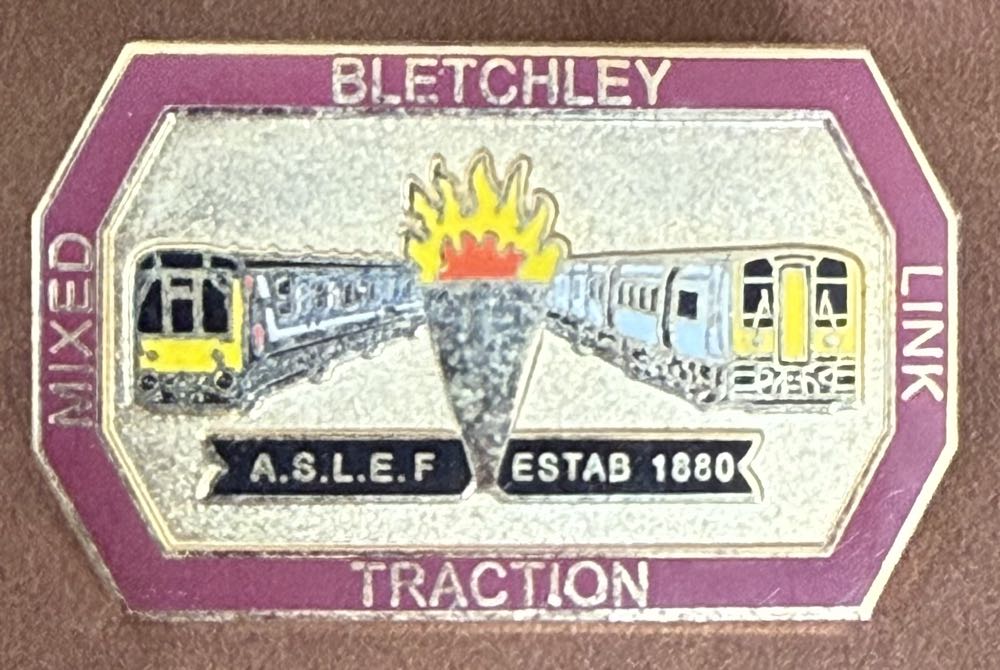 BLETCHLEY
MIXED
LINK
A.S.L.E.F
ESTAB 1880
TRACTION